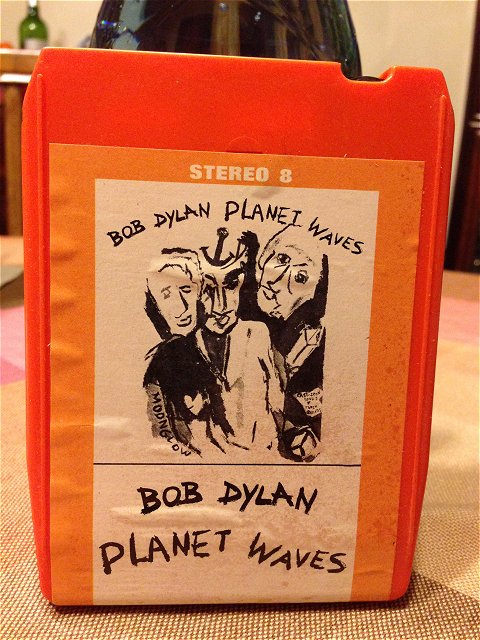 STEREO 8
BOB DYLAN PLANET WAVES
MOONGLOW
BOB DYLAN
PLANET WAVES